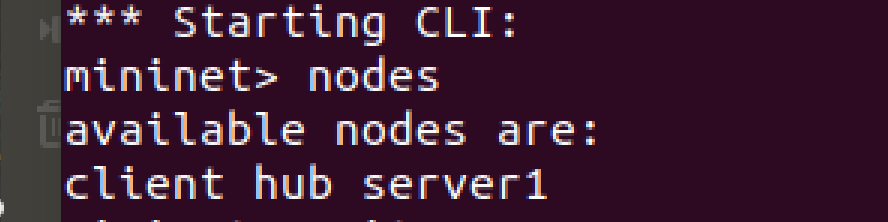 *** Starting CLI:
mininet> nodes
available nodes are:
client hub server1